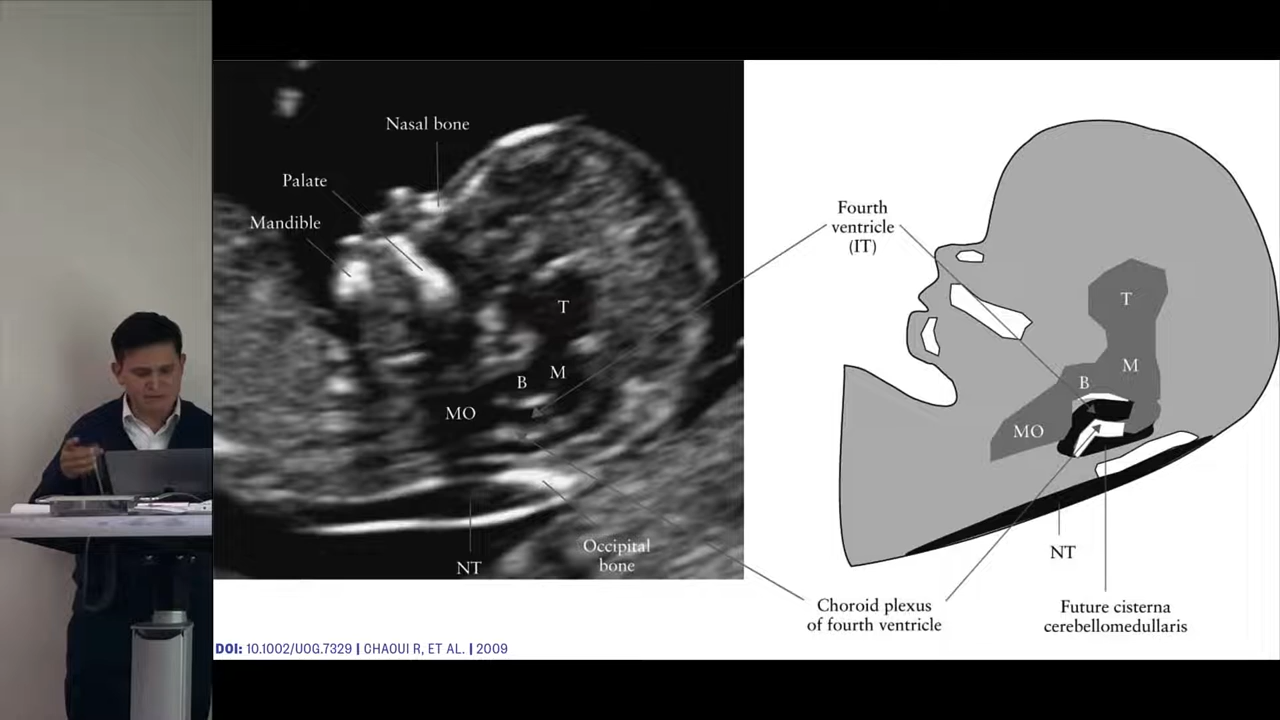 Nasal bone
Palate
Mandible
T
M
B
MO
NT
Occipital
bone
Fourth
ventricle
(IT)
T
M
B
MO
NT
Choroid plexus
of fourth ventricle
Future cisterna
cerebellomedullaris
DOI: 10.1002/UOG.7329 | CHAOUI R, ET AL. | 2009